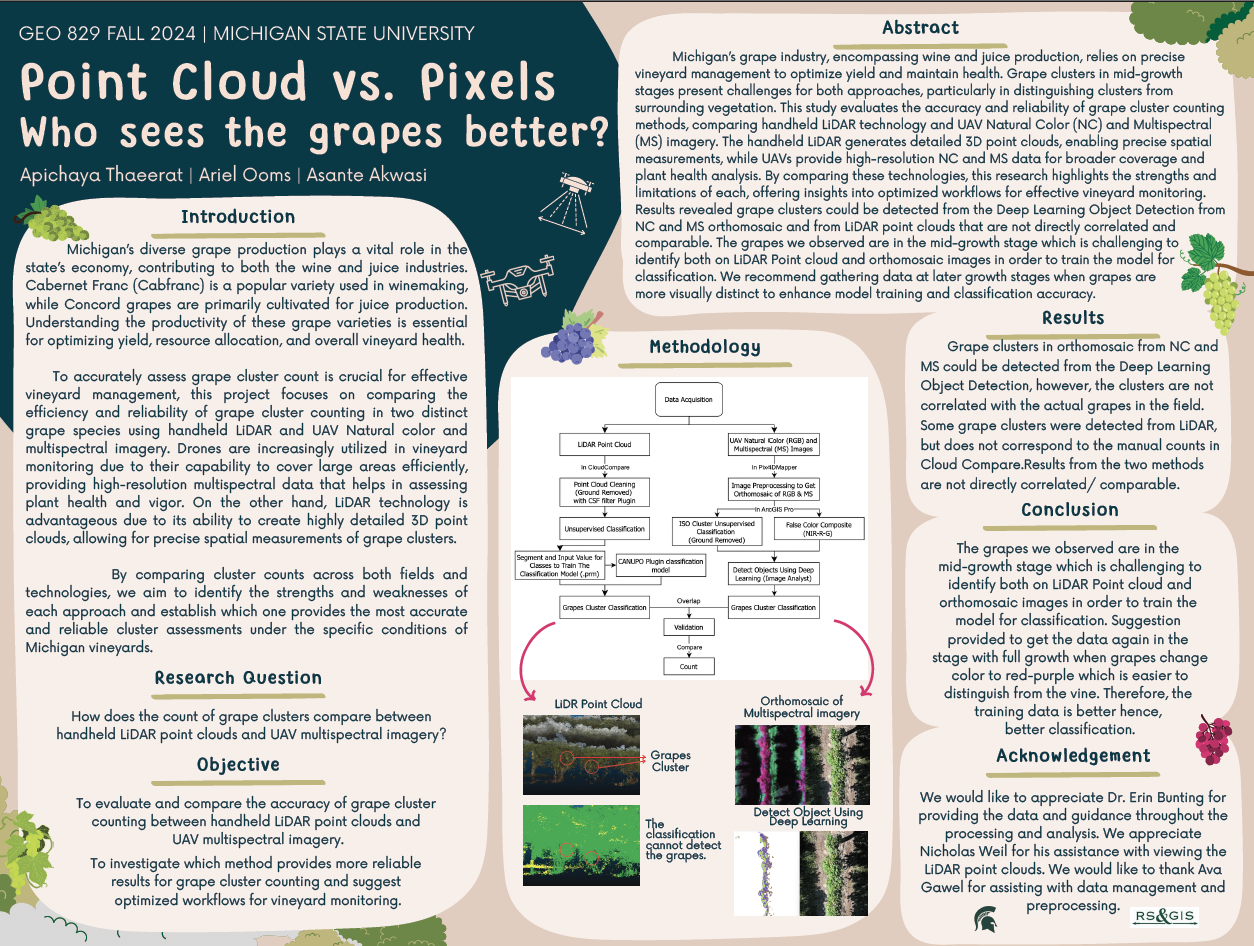 GEO 829 FALL 2024 | MICHIGAN STATE UNIVERSITY
Point Cloud vs. Pixels
Who sees the grapes better?
Apichaya Thaeerat | Ariel Ooms | Asante Akwasi
Introduction
Michigan's diverse grape production plays a vital role in the
state's economy, contributing to both the wine and juice industries.
Cabernet Franc (Cabfranc) is a popular variety used in winemaking,
while Concord grapes are primarily cultivated for juice production.
Understanding the productivity of these grape varieties is essential
for optimizing yield, resource allocation, and overall vineyard health.
To accurately assess grape cluster count is crucial for effective
vineyard management, this project focuses on comparing the
efficiency and reliability of grape cluster counting in two distinct
grape species using handheld LiDAR and UAV Natural color and
multispectral imagery. Drones are increasingly utilized in vineyard
monitoring due to their capability to cover large areas efficiently,
providing high-resolution multispectral data that helps in assessing
plant health and vigor. On the other hand, LiDAR technology is
advantageous due to its ability to create highly detailed 3D point
clouds, allowing for precise spatial measurements of grape clusters.
By comparing cluster counts across both fields and
technologies, we aim to identify the strengths and weaknesses of
each approach and establish which one provides the most accurate
and reliable cluster assessments under the specific conditions of
Michigan vineyards.
Research Question
How does the count of grape clusters compare between
handheld LiDAR point clouds and UAV multispectral imagery?
Objective
To evaluate and compare the accuracy of grape cluster
counting between handheld LiDAR point clouds and
UAV multispectral imagery.
To investigate which method provides more reliable
results for grape cluster counting and suggest
optimized workflows for vineyard monitoring.
Abstract
Michigan's grape industry, encompassing wine and juice production, relies on precise
vineyard management to optimize yield and maintain health. Grape clusters in mid-growth
stages present challenges for both approaches, particularly in distinguishing clusters from
surrounding vegetation. This study evaluates the accuracy and reliability of grape cluster counting
methods, comparing handheld LiDAR technology and UAV Natural Color (NC) and Multispectral
(MS) imagery. The handheld LiDAR generates detailed 3D point clouds, enabling precise spatial
measurements, while UAVs provide high-resolution NC and MS data for broader coverage and
plant health analysis. By comparing these technologies, this research highlights the strengths and
limitations of each, offering insights into optimized workflows for effective vineyard monitoring.
Results revealed grape clusters could be detected from the Deep Learning Object Detection from
NC and MS orthomosaic and from LiDAR point clouds that are not directly correlated and
comparable. The grapes we observed are in the mid-growth stage which is challenging to
identify both on LiDAR Point cloud and orthomosaic images in order to train the model for
classification. We recommend gathering data at later growth stages when grapes are
more visually distinct to enhance model training and classification accuracy.
Methodology
Data Acquisition
LiDAR Point Cloud
UAV Natural lColor (RGB) and
Multispectral (MS) Images
In CloudCompare
In Pix4DMapper
Point Cloud Cleaning
(Ground Removed)
with CSF filter Plugin
Image Preprocessing to Get
Orthomosaic of RGB & MS
In ArcGIS Pro
Unsupervised Classification
ISO Cluster Unsupervised
Classification
(Ground Removed)
False Color Composite
(NIR-R-G)
Segment and Input Value for
Classes to Train The
Classification Model (.prm)
CANUPO Plugin classification
model
Detect Objects Using Deep
Learning (Image Analyst)
Grapes Cluster Classification
Overlap
Grapes Cluster Classification
Validation
Compare
Count
LiDR Point Cloud
Grapes
Cluster
The
classification
cannot detect
the grapes.
Orthomosaic of
Multispectral imagery
Detect Object Using
Deep Learning
Results
Grape clusters in orthomosaic from NC and
MS could be detected from the Deep Learning
Object Detection, however, the clusters are not
correlated with the actual grapes in the field.
Some grape clusters were detected from LiDAR,
but does not correspond to the manual counts in
Cloud Compare.Results from the two methods
are not directly correlated/ comparable.
Conclusion
The grapes we observed are in the
mid-growth stage which is challenging to
identify both on LiDAR Point cloud and
orthomosaic images in order to train the
model for classification. Suggestion
provided to get the data again in the
stage with full growth when grapes change
color to red-purple which is easier to
distinguish from the vine. Therefore, the
training data is better hence,
better classification.
Acknowledgement
We would like to appreciate Dr. Erin Bunting for
providing the data and guidance throughout the
processing and analysis. We appreciate
Nicholas Weil for his assistance with viewing the
LiDAR point clouds. We would like to thank Ava
Gawel for assisting with data management and
preprocessing.
RS&GIS